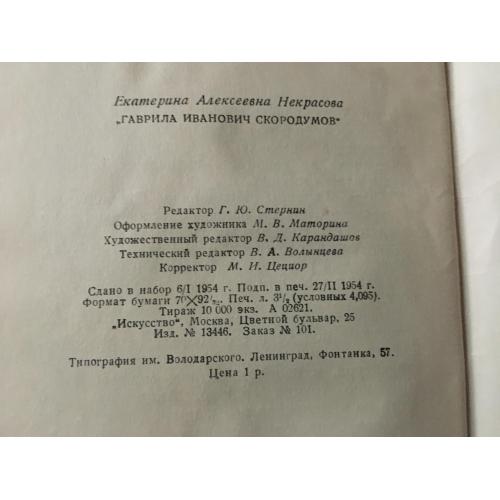 Екатерина Алексеевна Некрасова
„ГАВРИЛА ИВАНОВИЧ СКОРОДУМОВ"
Редактор Г. Ю. Стернин
Оформление художника М. В. Маторина
Художественный редактор В. Д. Карандашов
Технический редактор В. А. Волынцева
Корректор М. И. Цециор
Сдано в набор 6/I 1954 г. Подп. в печ. 27/II 1954 г.
Формат бумаги 70×92/ Печ. л. 3½ (условных 4,095).
Тираж 10 000 экз. А 02621.
„Искусство", Москва, Цветной бульвар, 25
Изд. № 13446. Заказ № 101.
Типография им. Володарского. Ленинград, Фонтанка, 57.
Цена 1 р.